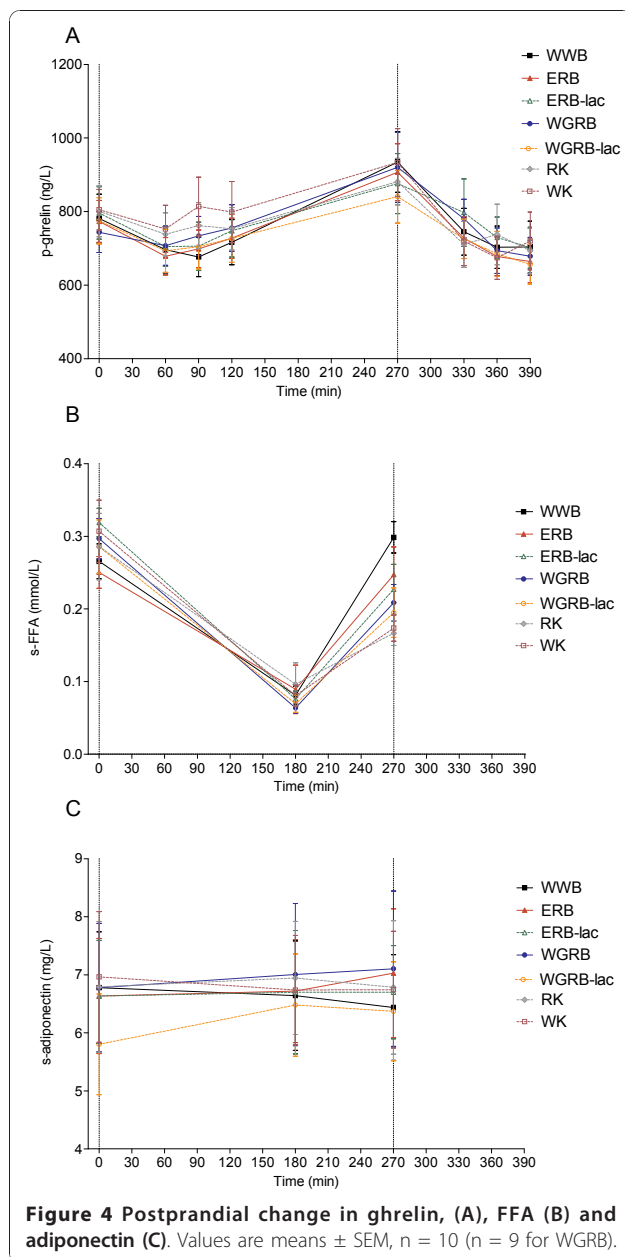 A
1200
1000
800
600
400
p-ghrelin (ng/L)
0 30 60 90 120 150 180 210 240 270 300 330 360 390
Time (min)
WWB
ERB
ERB-lac
WGRB
WGRB-lac
RK
WK
B
0.4
0.3
0.2
0.1
0.0
s-FFA (mmol/L)
0 30 60 90 120 150 180 210 240 270 300 330 360 390
Time (min)
WWB
ERB
ERB-lac
WGRB
WGRB-lac
RK
WK
C
9
8
7
6
5
4
s-adiponectin (mg/L)
0 30 60 90 120 150 180 210 240 270 300 330 360 390
Time (min)
WWB
ERB
ERB-lac
WGRB
WGRB-lac
RK
WK
Figure 4 Postprandial change in ghrelin, (A), FFA (B) and
adiponectin (C). Values are means ± SEM, n = 10 (n = 9 for WGRB).